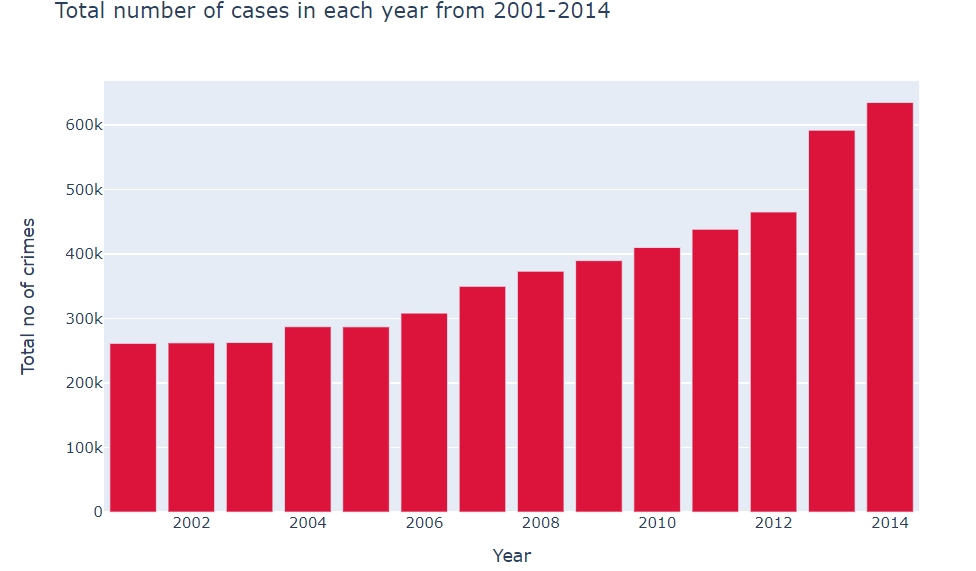 Total number of cases in each year from 2001-2014
Total no of crimes
600k
500k
400k
300k
200k
100k
0
2002 2004 2006 2008 2010 2012 2014
Year